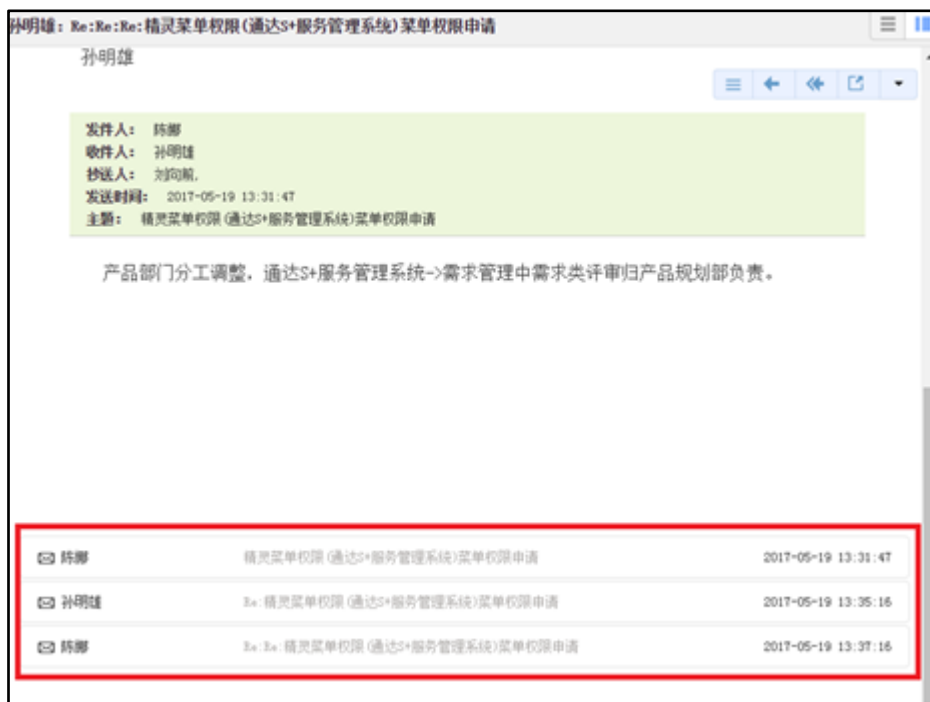 孙明雄：Re:Re:Re:精灵菜单权限(通达S+服务管理系统)菜单权限申请
孙明雄
发件人： 陈娜
收件人： 孙明雄
抄送人： 刘向前,
发送时间： 2017-05-19 13:31:47
主题： 精灵菜单权限(通达S+服务管理系统)菜单权限申请
产品部门分工调整，通达S+服务管理系统->需求管理中需求类评审归产品规划部负责。
陈娜 精灵菜单权限(通达S+服务管理系统)菜单权限申请 2017-05-19 13:31:47
孙明雄 Re:精灵菜单权限(通达S+服务管理系统)菜单权限申请 2017-05-19 13:35:16
陈娜 Re:Re:精灵菜单权限(通达S+服务管理系统)菜单权限申请 2017-05-19 13:37:16